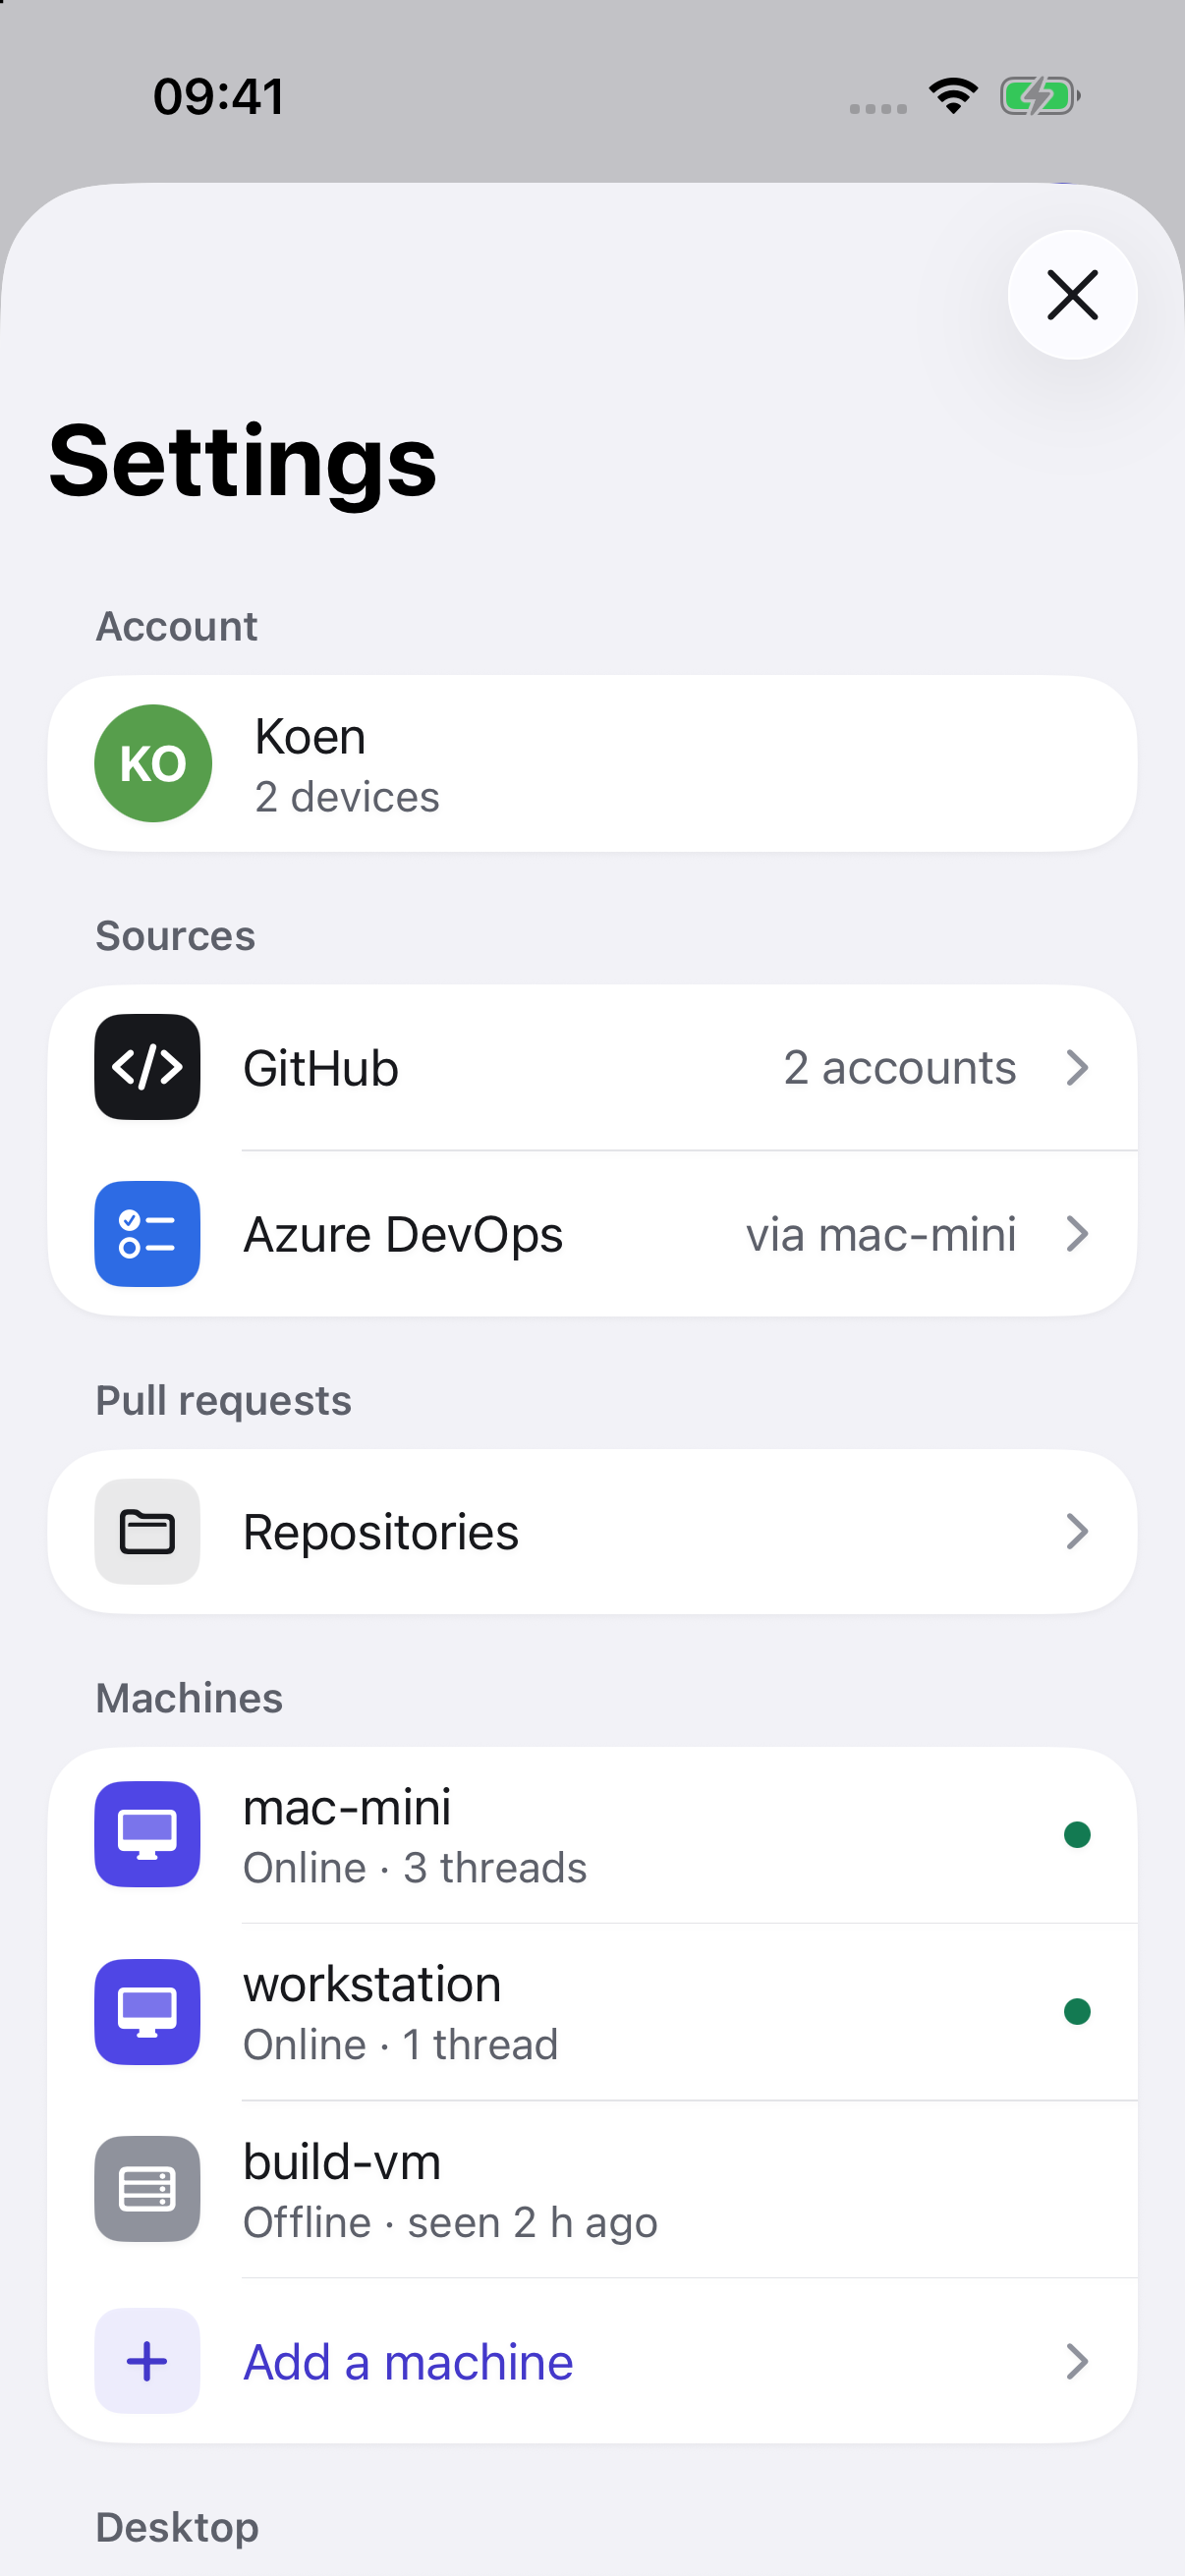 09:41
Settings
Account
KO
Koen
2 devices
Sources
GitHub
2 accounts
Azure DevOps
via mac-mini
Pull requests
Repositories
Machines
mac-mini
Online · 3 threads
workstation
Online · 1 thread
build-vm
Offline · seen 2 h ago
Add a machine
Desktop